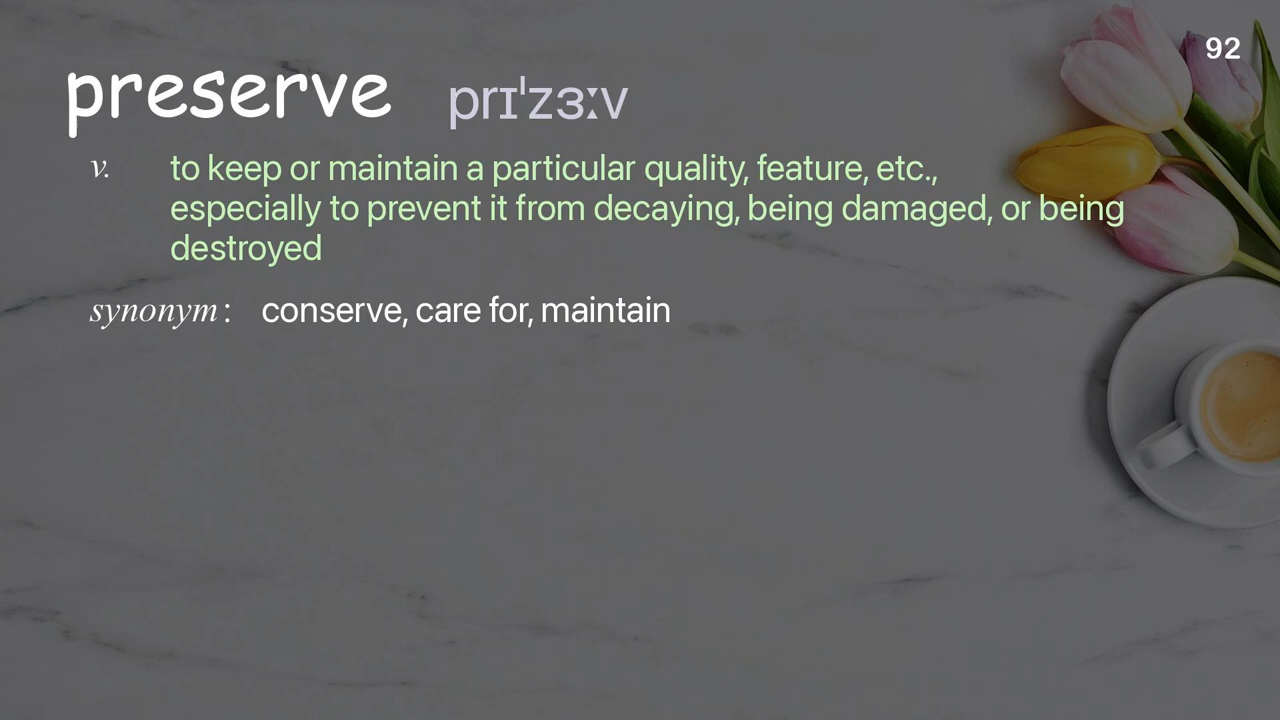 92
preserve prɪˈzɜːv
v. to keep or maintain a particular quality, feature, etc.,
especially to prevent it from decaying, being damaged, or being
destroyed
synonym: conserve, care for, maintain